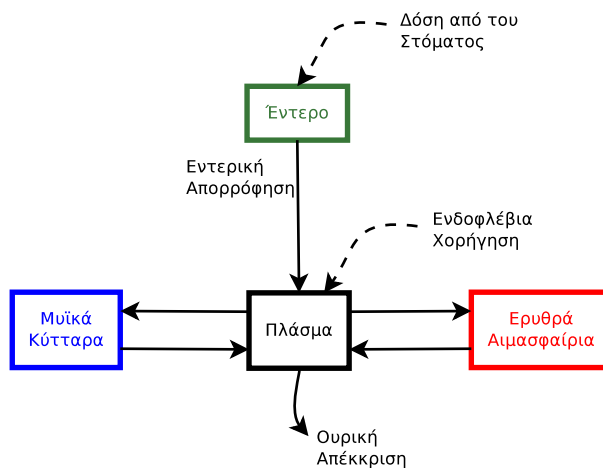 Δόση από του
Στόματος
Έντερο
Εντερική
Απορρόφηση
Ενδοφλέβια
Χορήγηση
Μυϊκά
Κύτταρα
Πλάσμα
Ερυθρά
Αιμασφαίρια
Ουρική
Απέκκριση